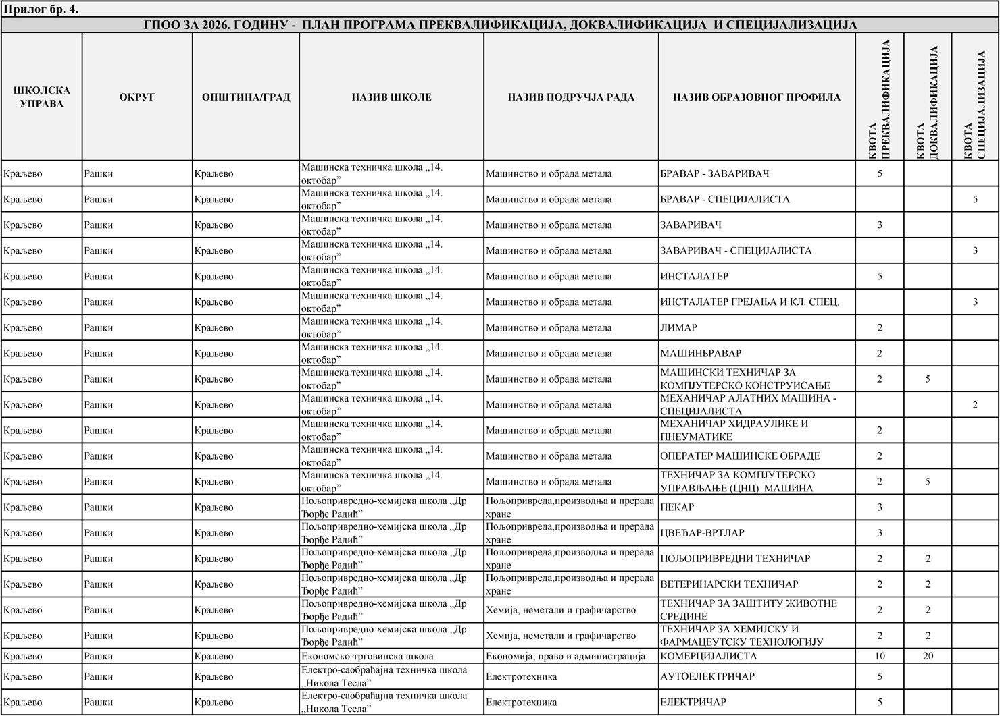 Прилог бр. 4.
ГПОО ЗА 2026. ГОДИНУ - ПЛАН ПРОГРАМА ПРЕКВАЛИФИКАЦИЈА, ДОКВАЛИФИКАЦИЈА И СПЕЦИЈАЛИЗАЦИЈА
ШКОЛСКА УПРАВА ОКРУГ ОПШТИНА/ГРАД НАЗИВ ШКОЛЕ НАЗИВ ПОДРУЧЈА РАДА НАЗИВ ОБРАЗОВНОГ ПРОФИЛА КВОТА ПРЕКВАЛИФИКАЦИЈА КВОТА ДОКВАЛИФИКАЦИЈА КВОТА СПЕЦИЈАЛИЗАЦИЈА
Краљево Рашки Краљево Машинска техничка школа „14. октобар” Машинство и обрада метала БРАВАР - ЗАВАРИВАЧ 5
Краљево Рашки Краљево Машинска техничка школа „14. октобар” Машинство и обрада метала БРАВАР - СПЕЦИЈАЛИСТА 5
Краљево Рашки Краљево Машинска техничка школа „14. октобар” Машинство и обрада метала ЗАВАРИВАЧ 3
Краљево Рашки Краљево Машинска техничка школа „14. октобар” Машинство и обрада метала ЗАВАРИВАЧ - СПЕЦИЈАЛИСТА 3
Краљево Рашки Краљево Машинска техничка школа „14. октобар” Машинство и обрада метала ИНСТАЛАТЕР 5
Краљево Рашки Краљево Машинска техничка школа „14. октобар” Машинство и обрада метала ИНСТАЛАТЕР ГРЕЈАЊА И КЛ. СПЕЦ. 3
Краљево Рашки Краљево Машинска техничка школа „14. октобар” Машинство и обрада метала ЛИМАР 2
Краљево Рашки Краљево Машинска техничка школа „14. октобар” Машинство и обрада метала МАШИНБРАВАР 2
Краљево Рашки Краљево Машинска техничка школа „14. октобар” Машинство и обрада метала МАШИНСКИ ТЕХНИЧАР ЗА КОМПЈУТЕРСКО КОНСТРУИСАЊЕ 2 5
Краљево Рашки Краљево Машинска техничка школа „14. октобар” Машинство и обрада метала МЕХАНИЧАР АЛАТНИХ МАШИНА - СПЕЦИЈАЛИСТА 2
Краљево Рашки Краљево Машинска техничка школа „14. октобар” Машинство и обрада метала МЕХАНИЧАР ХИДРАУЛИКЕ И ПНЕУМАТИКЕ 2
Краљево Рашки Краљево Машинска техничка школа „14. октобар” Машинство и обрада метала ОПЕРАТЕР МАШИНСКЕ ОБРАДЕ 2
Краљево Рашки Краљево Машинска техничка школа „14. октобар” Машинство и обрада метала ТЕХНИЧАР ЗА КОМПЈУТЕРСКО УПРАВЉАЊЕ (ЦНЦ) МАШИНА 2 5
Краљево Рашки Краљево Пољопривредно-хемијска школа „Др Ђорђе Радић” Пољопривреда,производња и прерада хране ПЕКАР 3
Краљево Рашки Краљево Пољопривредно-хемијска школа „Др Ђорђе Радић” Пољопривреда,производња и прерада хране ЦВЕЋАР-ВРТЛАР 3
Краљево Рашки Краљево Пољопривредно-хемијска школа „Др Ђорђе Радић” Пољопривреда,производња и прерада хране ПОЉОПРИВРЕДНИ ТЕХНИЧАР 2 2
Краљево Рашки Краљево Пољопривредно-хемијска школа „Др Ђорђе Радић” Пољопривреда,производња и прерада хране ВЕТЕРИНАРСКИ ТЕХНИЧАР 2 2
Краљево Рашки Краљево Пољопривредно-хемијска школа „Др Ђорђе Радић” Хемија, неметали и графичарство ТЕХНИЧАР ЗА ЗАШТИТУ ЖИВОТНЕ СРЕДИНЕ 2 2
Краљево Рашки Краљево Пољопривредно-хемијска школа „Др Ђорђе Радић” Хемија, неметали и графичарство ТЕХНИЧАР ЗА ХЕМИЈСКУ И ФАРМАЦЕУТСКУ ТЕХНОЛОГИЈУ 2 2
Краљево Рашки Краљево Економско-трговинска школа Економија, право и администрација КОМЕРЦИЈАЛИСТА 10 20
Краљево Рашки Краљево Електро-саобраћајна техничка школа „Никола Тесла” Електротехника АУТОЕЛЕКТРИЧАР 5
Краљево Рашки Краљево Електро-саобраћајна техничка школа „Никола Тесла” Електротехника ЕЛЕКТРИЧАР 5